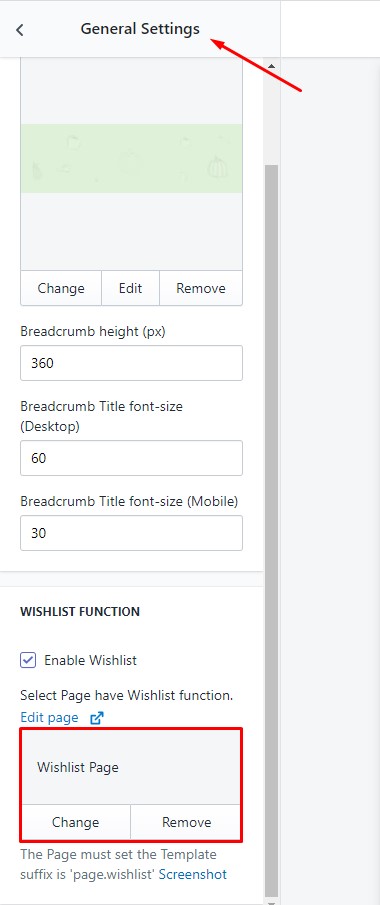 General Settings
Change Edit Remove
Breadcrumb height (px)
360
Breadcrumb Title font-size
(Desktop)
60
Breadcrumb Title font-size (Mobile)
30
WISHLIST FUNCTION
Enable Wishlist
Select Page have Wishlist function.
Edit page
Wishlist Page
Change Remove
The Page must set the Template
suffix is 'page.wishlist' Screenshot